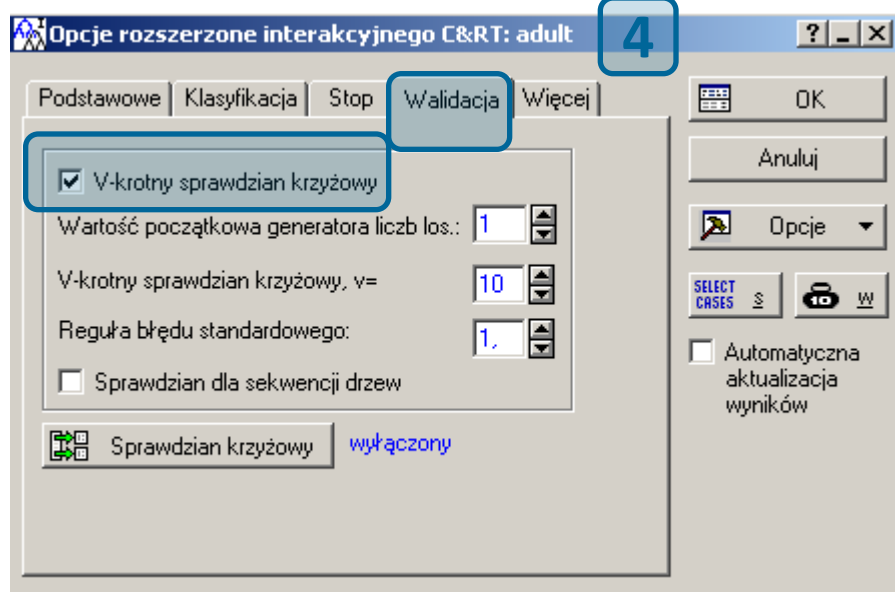 Opcje rozszerzone interakcyjnego C&RT: adult
4
? _ X
Podstawowe Klasyfikacja Stop Walidacja Więcej
V-krotny sprawdzian krzyżowy
Wartość początkowa generatora liczb los.: 1
V-krotny sprawdzian krzyżowy, v= 10
Reguła błędu standardowego: 1,
Sprawdzian dla sekwencji drzew
Sprawdzian krzyżowy wyłączony
OK
Anuluj
Opcje
SELECT CASES S
10 W
Automatyczna
aktualizacja
wyników